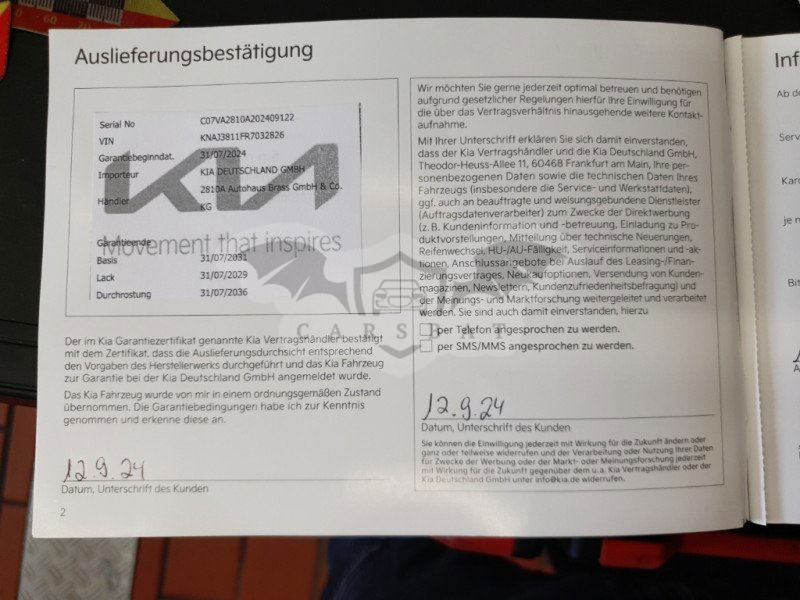 Auslieferungsbestätigung
Serial No C07VA2810A202409122
VIN KNAJ3811FR7032826
Garantiebeginndat. 31/07/2024
Importeur KIA DEUTSCHLAND GMBH
2810A Autohaus Brass GmbH & Co.
Händler KG
KIA
Garantieende
Movement that inspires
Basis 31/07/2031
Lack 31/07/2029
Durchrostung 31/07/2036
Der im Kia Garantiezertifikat genannte Kia Vertragshändler bestätigt
mit dem Zertifikat, dass die Auslieferungsdurchsicht entsprechend
den Vorgaben des Herstellerwerks durchgeführt und das Kia Fahrzeug
zur Garantie bei der Kia Deutschland GmbH angemeldet wurde.
Das Kia Fahrzeug wurde von mir in einem ordnungsgemäßen Zustand
übernommen. Die Garantiebedingungen habe ich zur Kenntnis
genommen und erkenne diese an.
12.9.24
Datum, Unterschrift des Kunden
2
Wir möchten Sie gerne jederzeit optimal betreuen und benötigen
aufgrund gesetzlicher Regelungen hierfür Ihre Einwilligung für
die über das Vertragsverhältnis hinausgehende weitere Kontakt-
aufnahme.
Mit Ihrer Unterschrift erklären Sie sich damit einverstanden,
dass der Kia Vertragshändler und die Kia Deutschland GmbH,
Theodor-Heuss-Allee 11, 60468 Frankfurt am Main, Ihre per-
sonenbezogenen Daten sowie die technischen Daten Ihres
Fahrzeugs (insbesondere die Service- und Werkstattdaten),
ggf. auch an beauftragte und weisungsgebundene Dienstleister
(Auftragsdatenverarbeiter) zum Zwecke der Direktwerbung
(z. B. Kundeninformation und -betreuung, Einladung zu Pro-
duktvorstellungen, Mitteilung über technische Neuerungen,
Reifenwechsel, HU-/AU-Fälligkeit, Serviceinformationen und -ak-
tionen, Anschlussangebote bei Auslauf des Leasing-/Finan-
zierungsvertrages, Neukaufoptionen, Versendung von Kunden-
magazinen, Newslettern, Kundenzufriedenheitsbefragung) und
der Meinungs- und Marktforschung weitergeleitet und verarbeitet
werden. Sie sind auch damit einverstanden, hierzu
per Telefon angesprochen zu werden.
per SMS/MMS angesprochen zu werden.
CARSBAT
12.9.24
Datum, Unterschrift des Kunden
Sie können die Einwilligung jederzeit mit Wirkung für die Zukunft ändern oder
ganz oder teilweise widerrufen und der Verarbeitung oder Nutzung Ihrer Daten
für Zwecke der Werbung oder der Markt- oder Meinungsforschung jederzeit
mit Wirkung für die Zukunft gegenüber dem u. a. Kia Vertragshändler oder der
Kia Deutschland GmbH unter info@kia.de widerrufen.
Inf
Ab de
Serv
Kard
je n
Bit